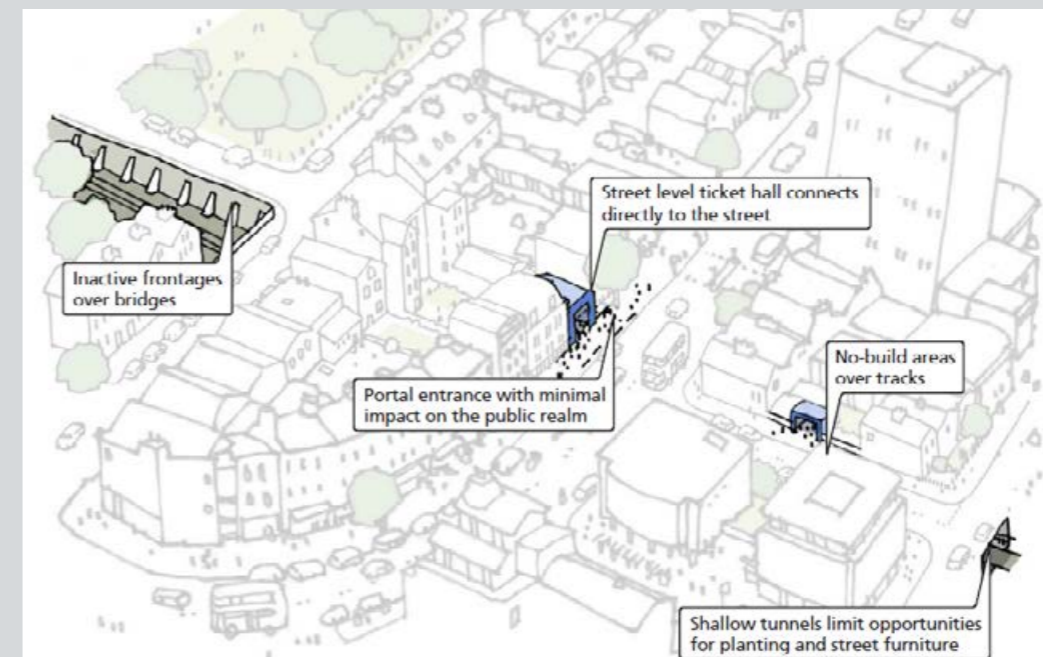 Street level ticket hall connects
directly to the street
Inactive frontages
over bridges
No-build areas
over tracks
Portal entrance with minimal
impact on the public realm
Shallow tunnels limit opportunities
for planting and street furniture